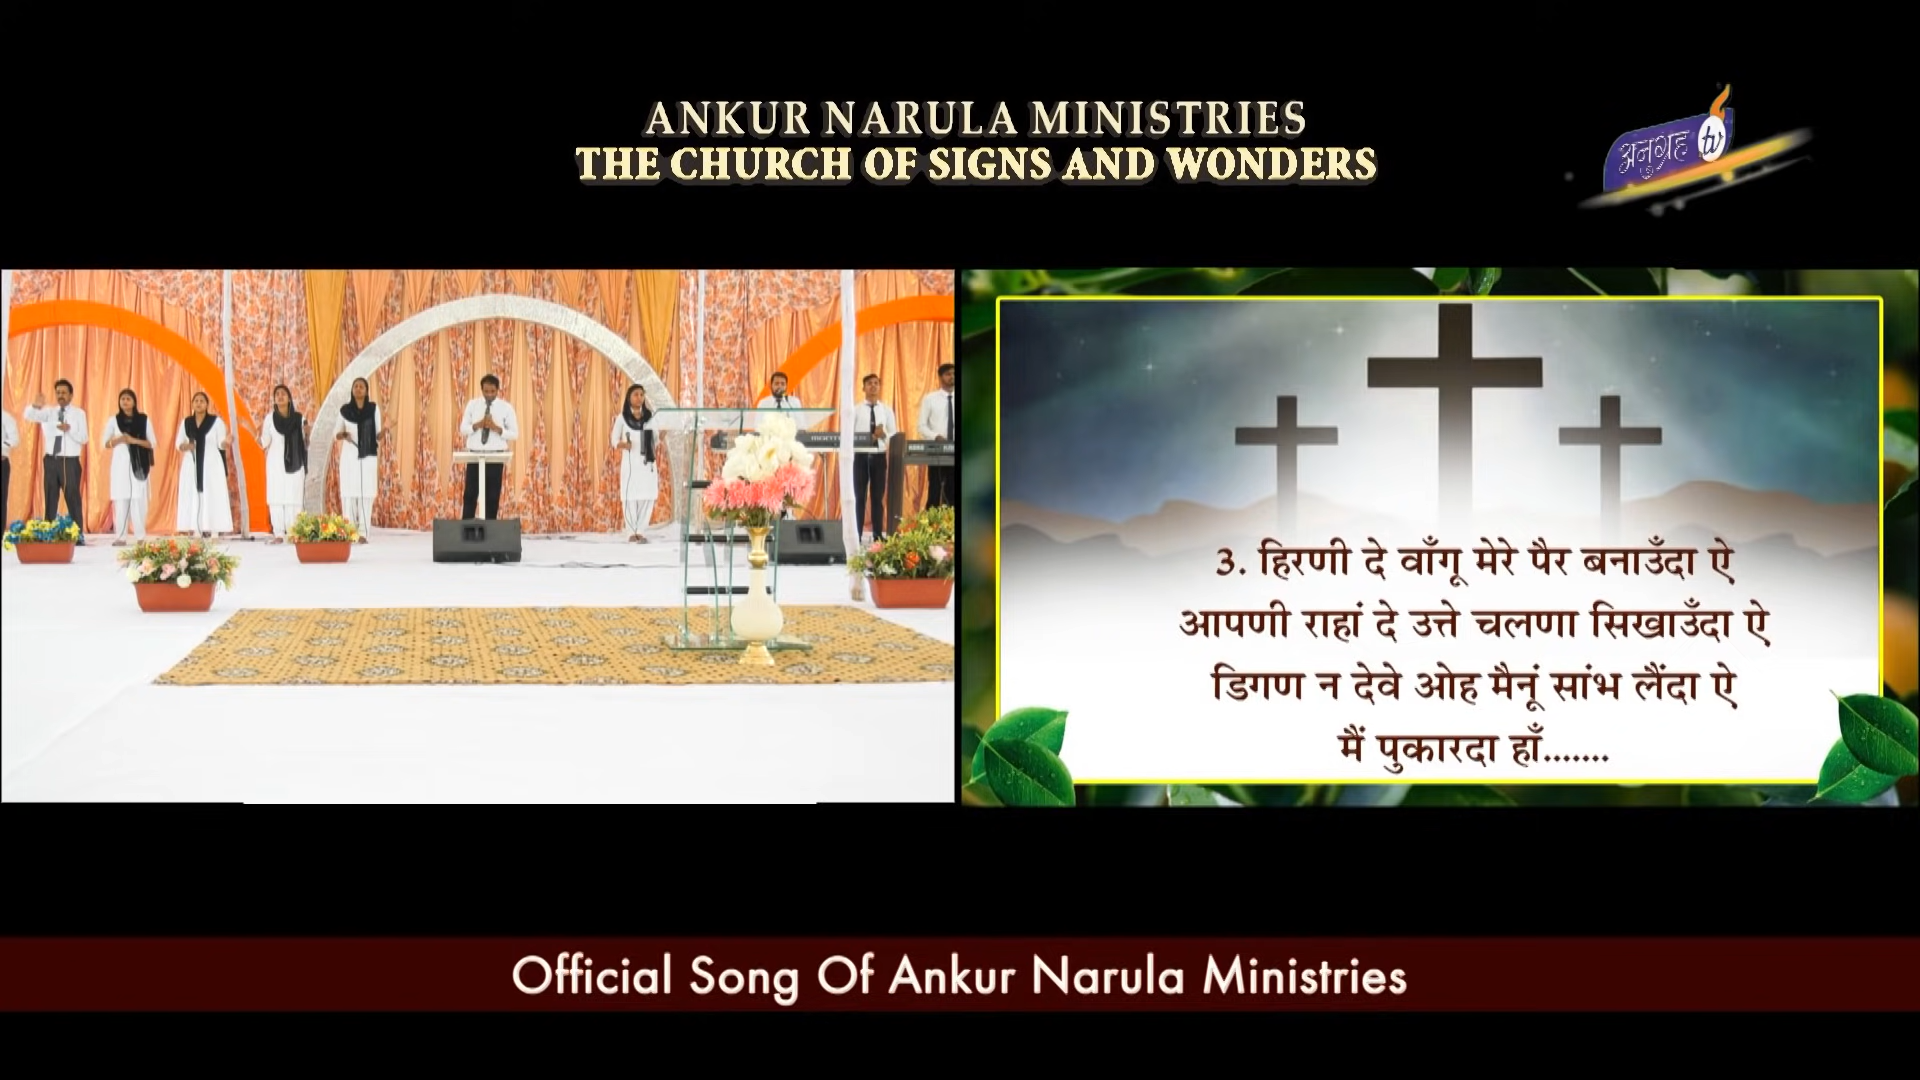 ANKUR NARULA MINISTRIES
THE CHURCH OF SIGNS AND WONDERS
अनुग्रह tv
3. हिरणी दे वाँगू मेरे पैर बनाउँदा ऐ
आपणी राहां दे उत्ते चलणा सिखाउँदा ऐ
डिगण न देवे ओह मैनूं सांभ लैंदा ऐ
मैं पुकारदा हाँ.......
Official Song Of Ankur Narula Ministries